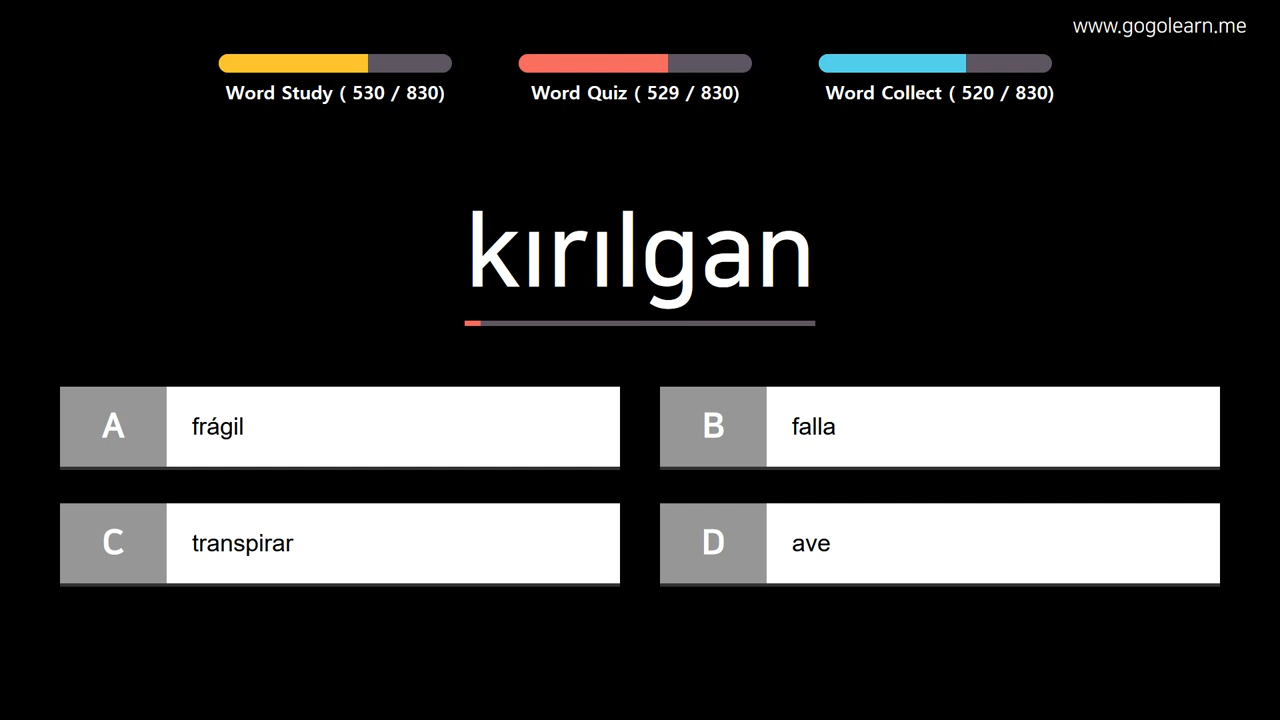 www.gogolearn.me
Word Study ( 530 / 830)
Word Quiz ( 529 / 830)
Word Collect ( 520 / 830)
kırılgan
A
frágil
B
falla
C
transpirar
D
ave